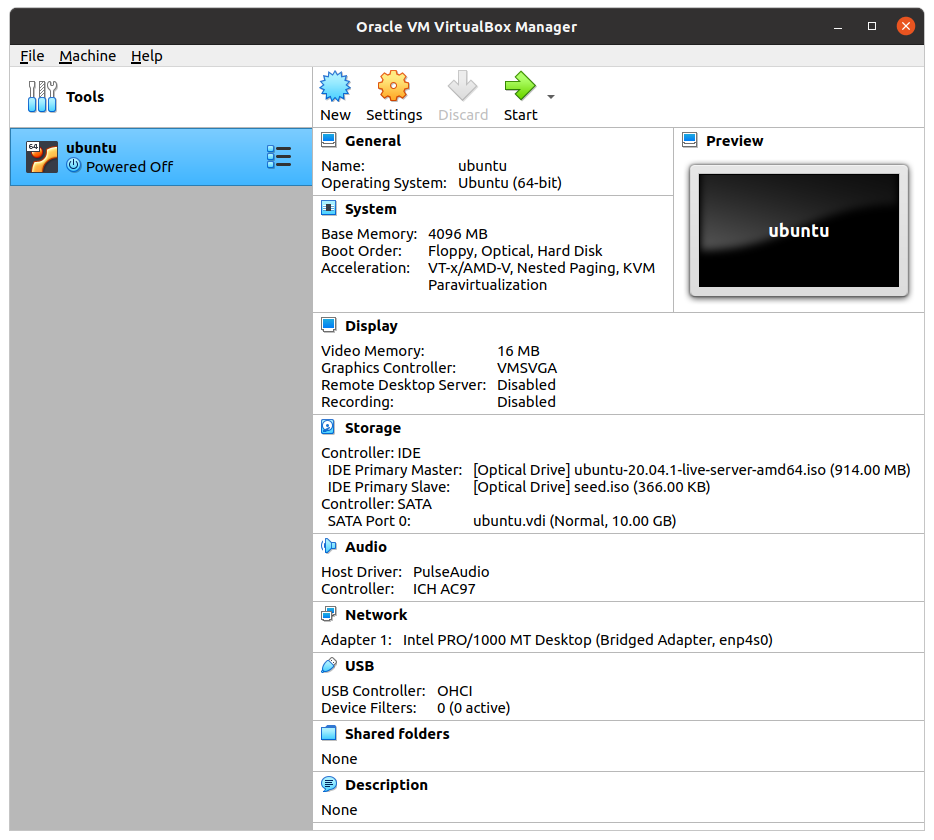 Oracle VM VirtualBox Manager
File Machine Help
Tools
New Settings Discard Start
64
ubuntu
Powered Off
General
Name: ubuntu
Operating System: Ubuntu (64-bit)
Preview
ubuntu
System
Base Memory: 4096 MB
Boot Order: Floppy, Optical, Hard Disk
Acceleration: VT-x/AMD-V, Nested Paging, KVM
Paravirtualization
Display
Video Memory: 16 MB
Graphics Controller: VMSVGA
Remote Desktop Server: Disabled
Recording: Disabled
Storage
Controller: IDE
IDE Primary Master: [Optical Drive] ubuntu-20.04.1-live-server-amd64.iso (914.00 MB)
IDE Primary Slave: [Optical Drive] seed.iso (366.00 KB)
Controller: SATA
SATA Port 0: ubuntu.vdi (Normal, 10.00 GB)
Audio
Host Driver: PulseAudio
Controller: ICH AC97
Network
Adapter 1: Intel PRO/1000 MT Desktop (Bridged Adapter, enp4s0)
USB
USB Controller: OHCI
Device Filters: 0 (0 active)
Shared folders
None
Description
None